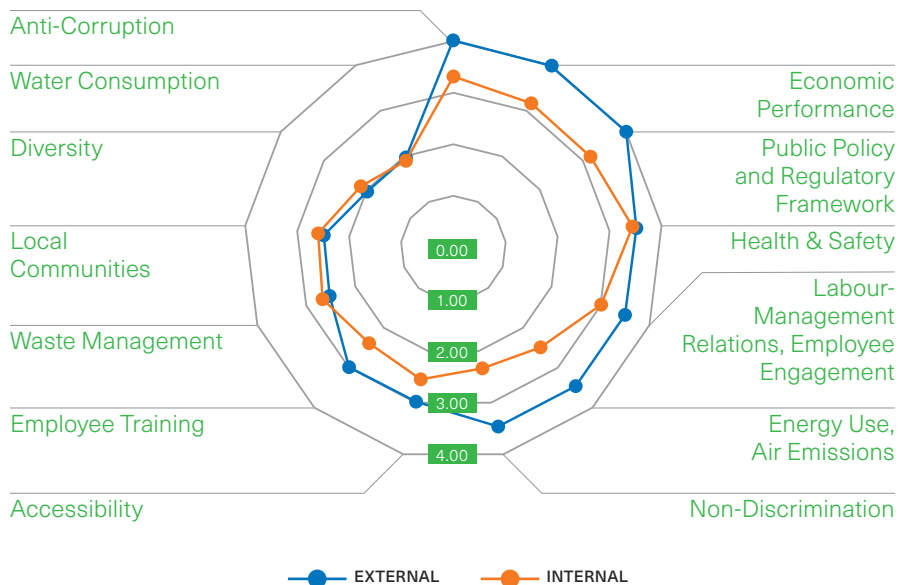 Anti-Corruption
Water Consumption
Diversity
Local
Communities
Waste Management
Employee Training
Accessibility
Economic
Performance
Public Policy
and Regulatory
Framework
Health & Safety
Labour-
Management
Relations, Employee
Engagement
Energy Use,
Air Emissions
Non-Discrimination
0.00
1.00
2.00
3.00
4.00
EXTERNAL
INTERNAL